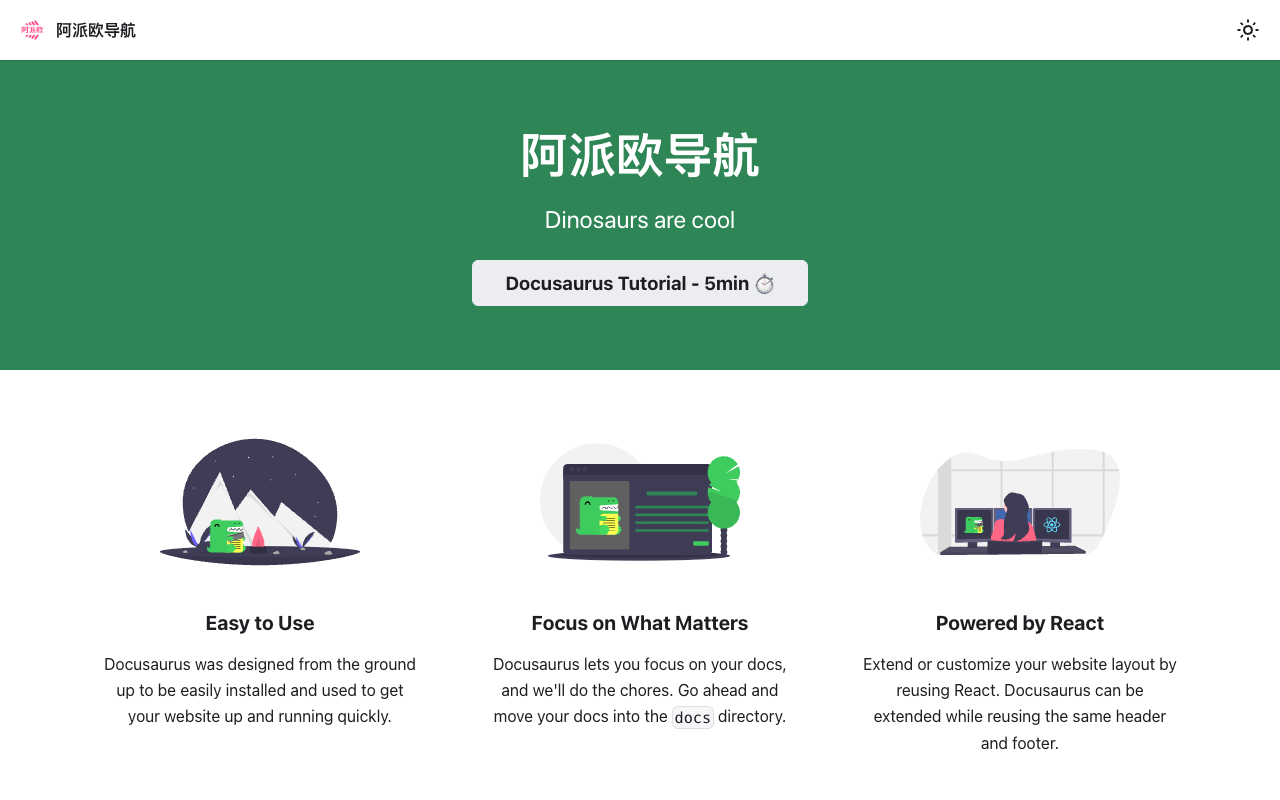 阿派欧
阿派欧导航
阿派欧导航
Dinosaurs are cool
Docusaurus Tutorial - 5min ⏱️
Easy to Use
Docusaurus was designed from the ground
up to be easily installed and used to get
your website up and running quickly.
Focus on What Matters
Docusaurus lets you focus on your docs,
and we'll do the chores. Go ahead and
move your docs into the docs directory.
Powered by React
Extend or customize your website layout by
reusing React. Docusaurus can be
extended while reusing the same header
and footer.